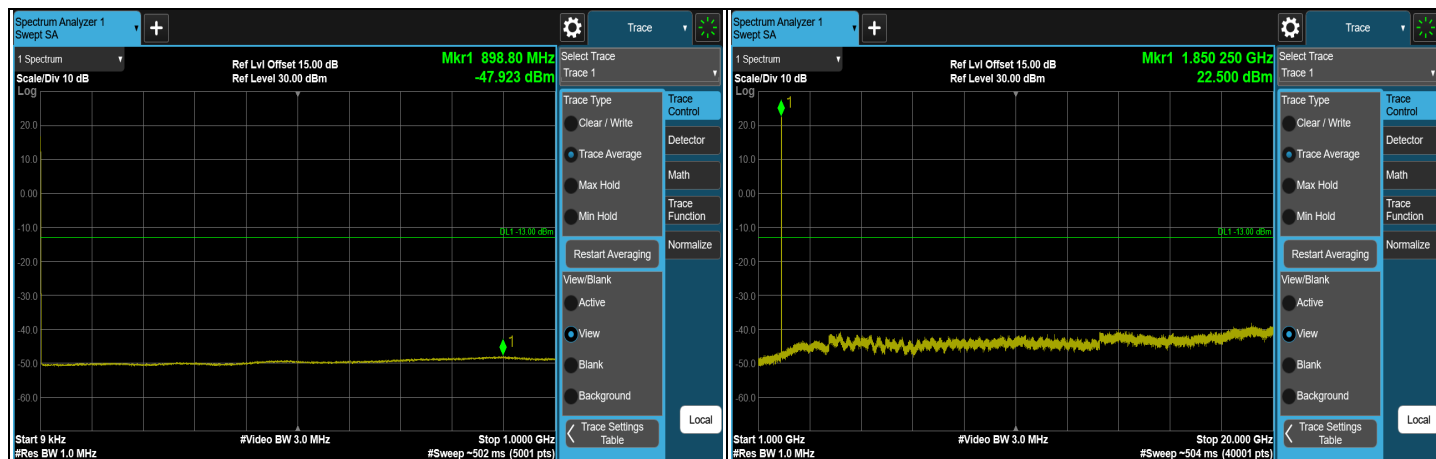 Spectrum Analyzer 1
Swept SA
+
Trace
1 Spectrum
Scale/Div 10 dB
Log
Ref Lvl Offset 15.00 dB
Ref Level 30.00 dBm
Mkr1 898.80 MHz
-47.923 dBm
20.0
10.0
0.00
-10.0
-20.0
-30.0
-40.0
-50.0
-60.0
DL1 -13.00 dBm
1
Start 9 kHz
#Res BW 1.0 MHz
#Video BW 3.0 MHz
Stop 1.0000 GHz
#Sweep ~502 ms (5001 pts)
Select Trace
Trace 1
Trace Type
Clear / Write
Trace Average
Max Hold
Min Hold
Restart Averaging
View/Blank
Active
View
Blank
Background
Trace Settings
Table
Trace
Control
Detector
Math
Trace
Function
Normalize
Local
Spectrum Analyzer 1
Swept SA
+
Trace
1 Spectrum
Scale/Div 10 dB
Log
Ref Lvl Offset 15.00 dB
Ref Level 30.00 dBm
Mkr1 1.850 250 GHz
22.500 dBm
1
20.0
10.0
0.00
-10.0
-20.0
-30.0
-40.0
-50.0
-60.0
DL1 -13.00 dBm
Start 1.000 GHz
#Res BW 1.0 MHz
#Video BW 3.0 MHz
Stop 20.000 GHz
#Sweep ~504 ms (40001 pts)
Select Trace
Trace 1
Trace Type
Clear / Write
Trace Average
Max Hold
Min Hold
Restart Averaging
View/Blank
Active
View
Blank
Background
Trace Settings
Table
Trace
Control
Detector
Math
Trace
Function
Normalize
Local